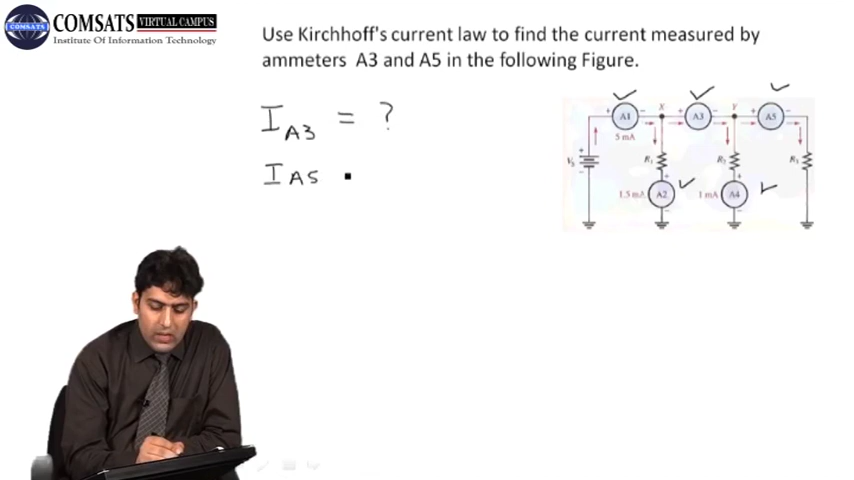 COMSATS VIRTUAL CAMPUS
Institute Of Information Technology
COMSATS
Use Kirchhoff's current law to find the current measured by
ammeters A3 and A5 in the following Figure.
I A3 = ?
I A5
A1 X A3 Y A5
5 mA
VS R1 R2 R3
1.5 mA A2 1 mA A4